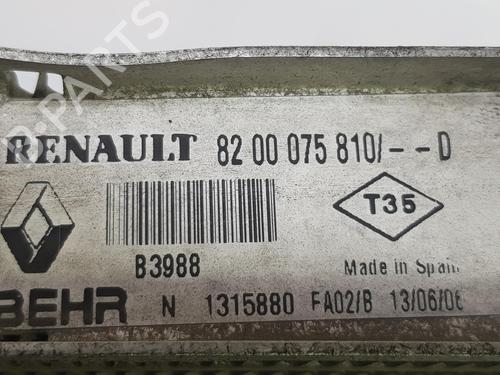 RENAULT 82 00 075 810/--D
T35
B3988
Made in Spain
BEHR N 1315880 FA02/B 13/06/06